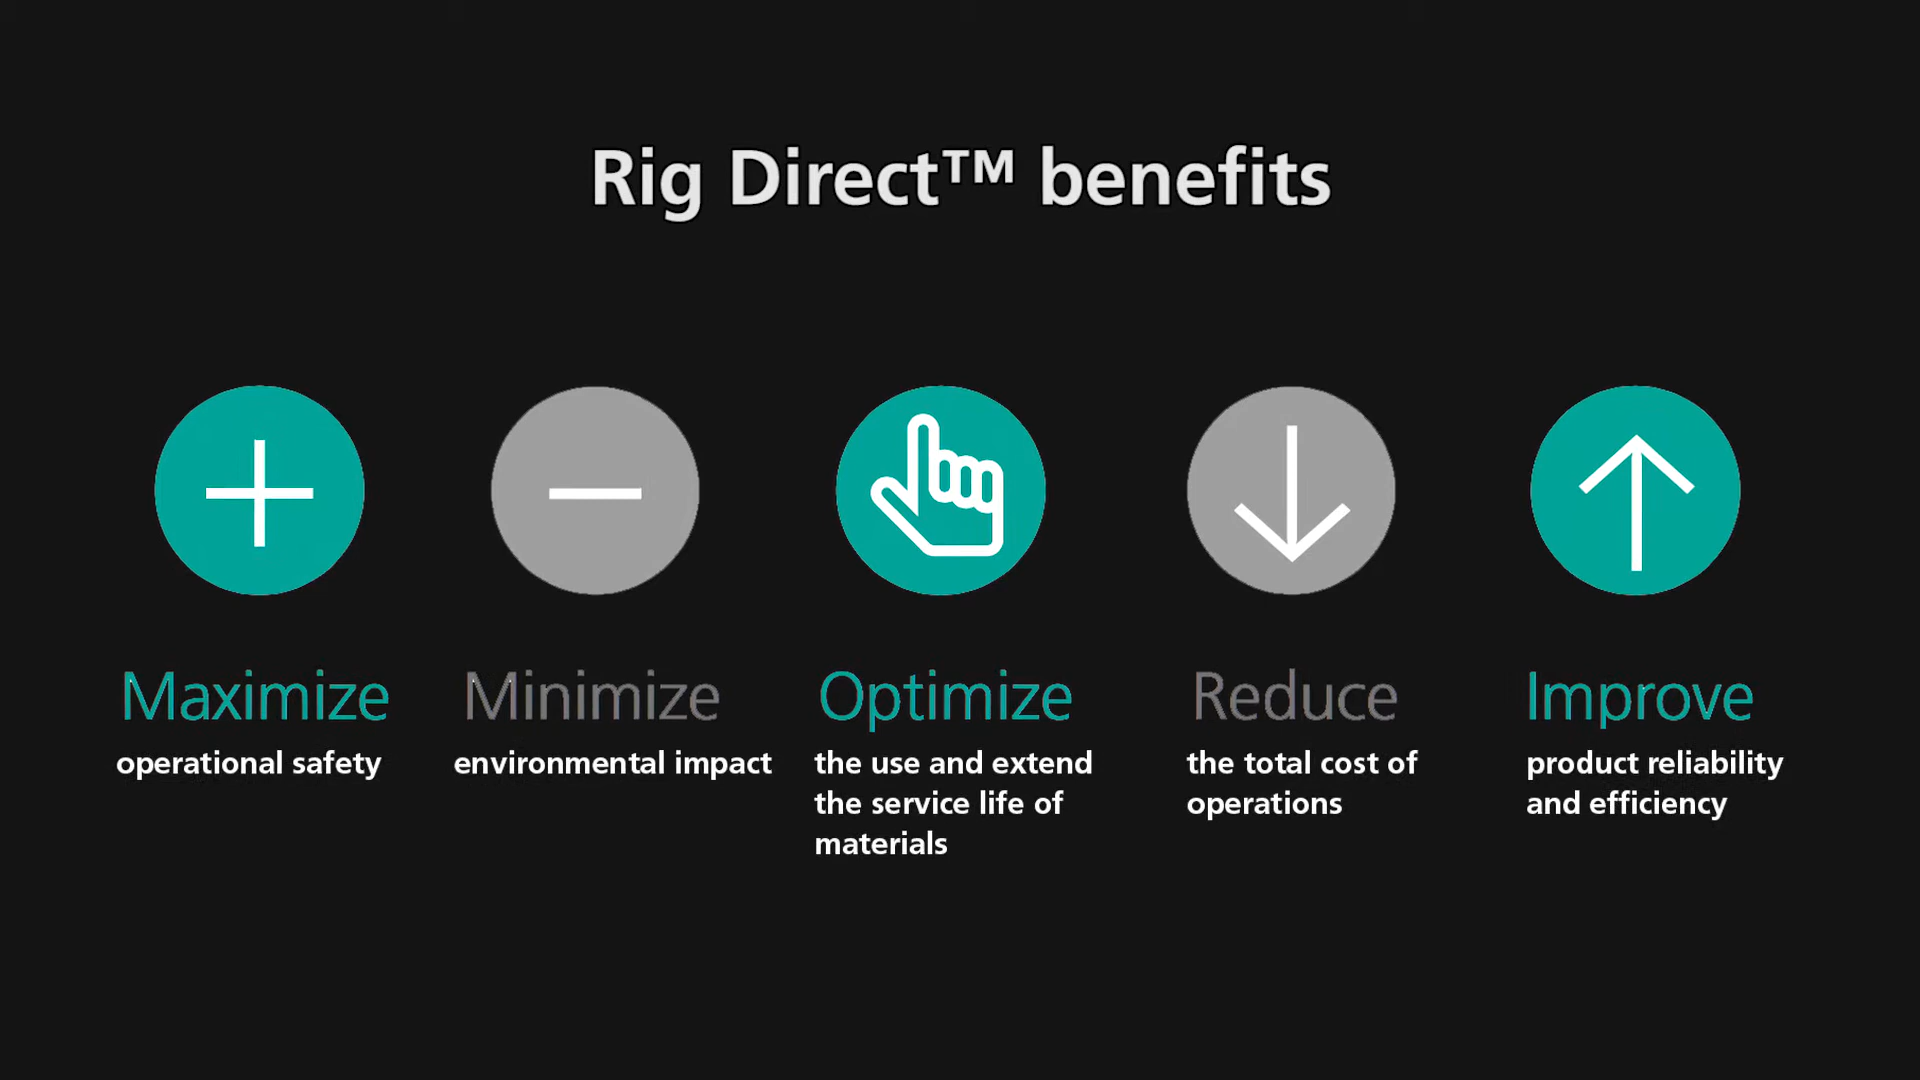 Rig Direct™ benefits
Maximize
operational safety
Minimize
environmental impact
Optimize
the use and extend
the service life of
materials
Reduce
the total cost of
operations
Improve
product reliability
and efficiency